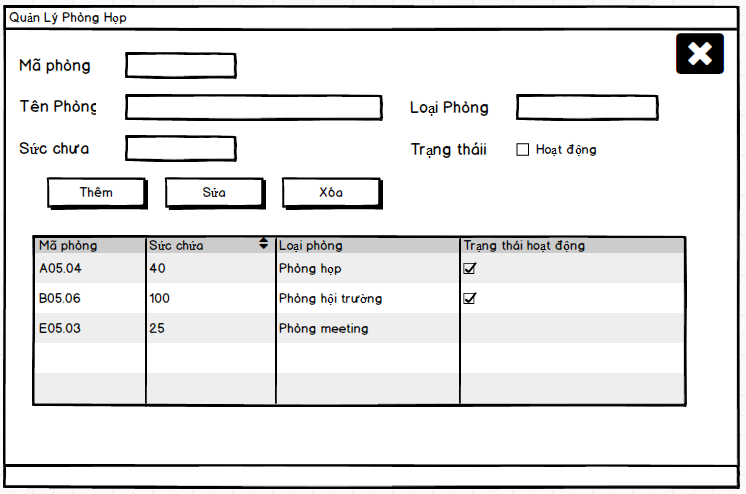 Quản Lý Phòng Họp
Mã phòng
Tên Phòng
Loại Phòng
Sức chưa
Trạng tháii
Hoạt động
Thêm
Sửa
Xóa
Mã phòng Sức chứa Loại phòng Trạng thái hoạt động
A05.04 40 Phòng họp
B05.06 100 Phòng hội trường
E05.03 25 Phòng meeting